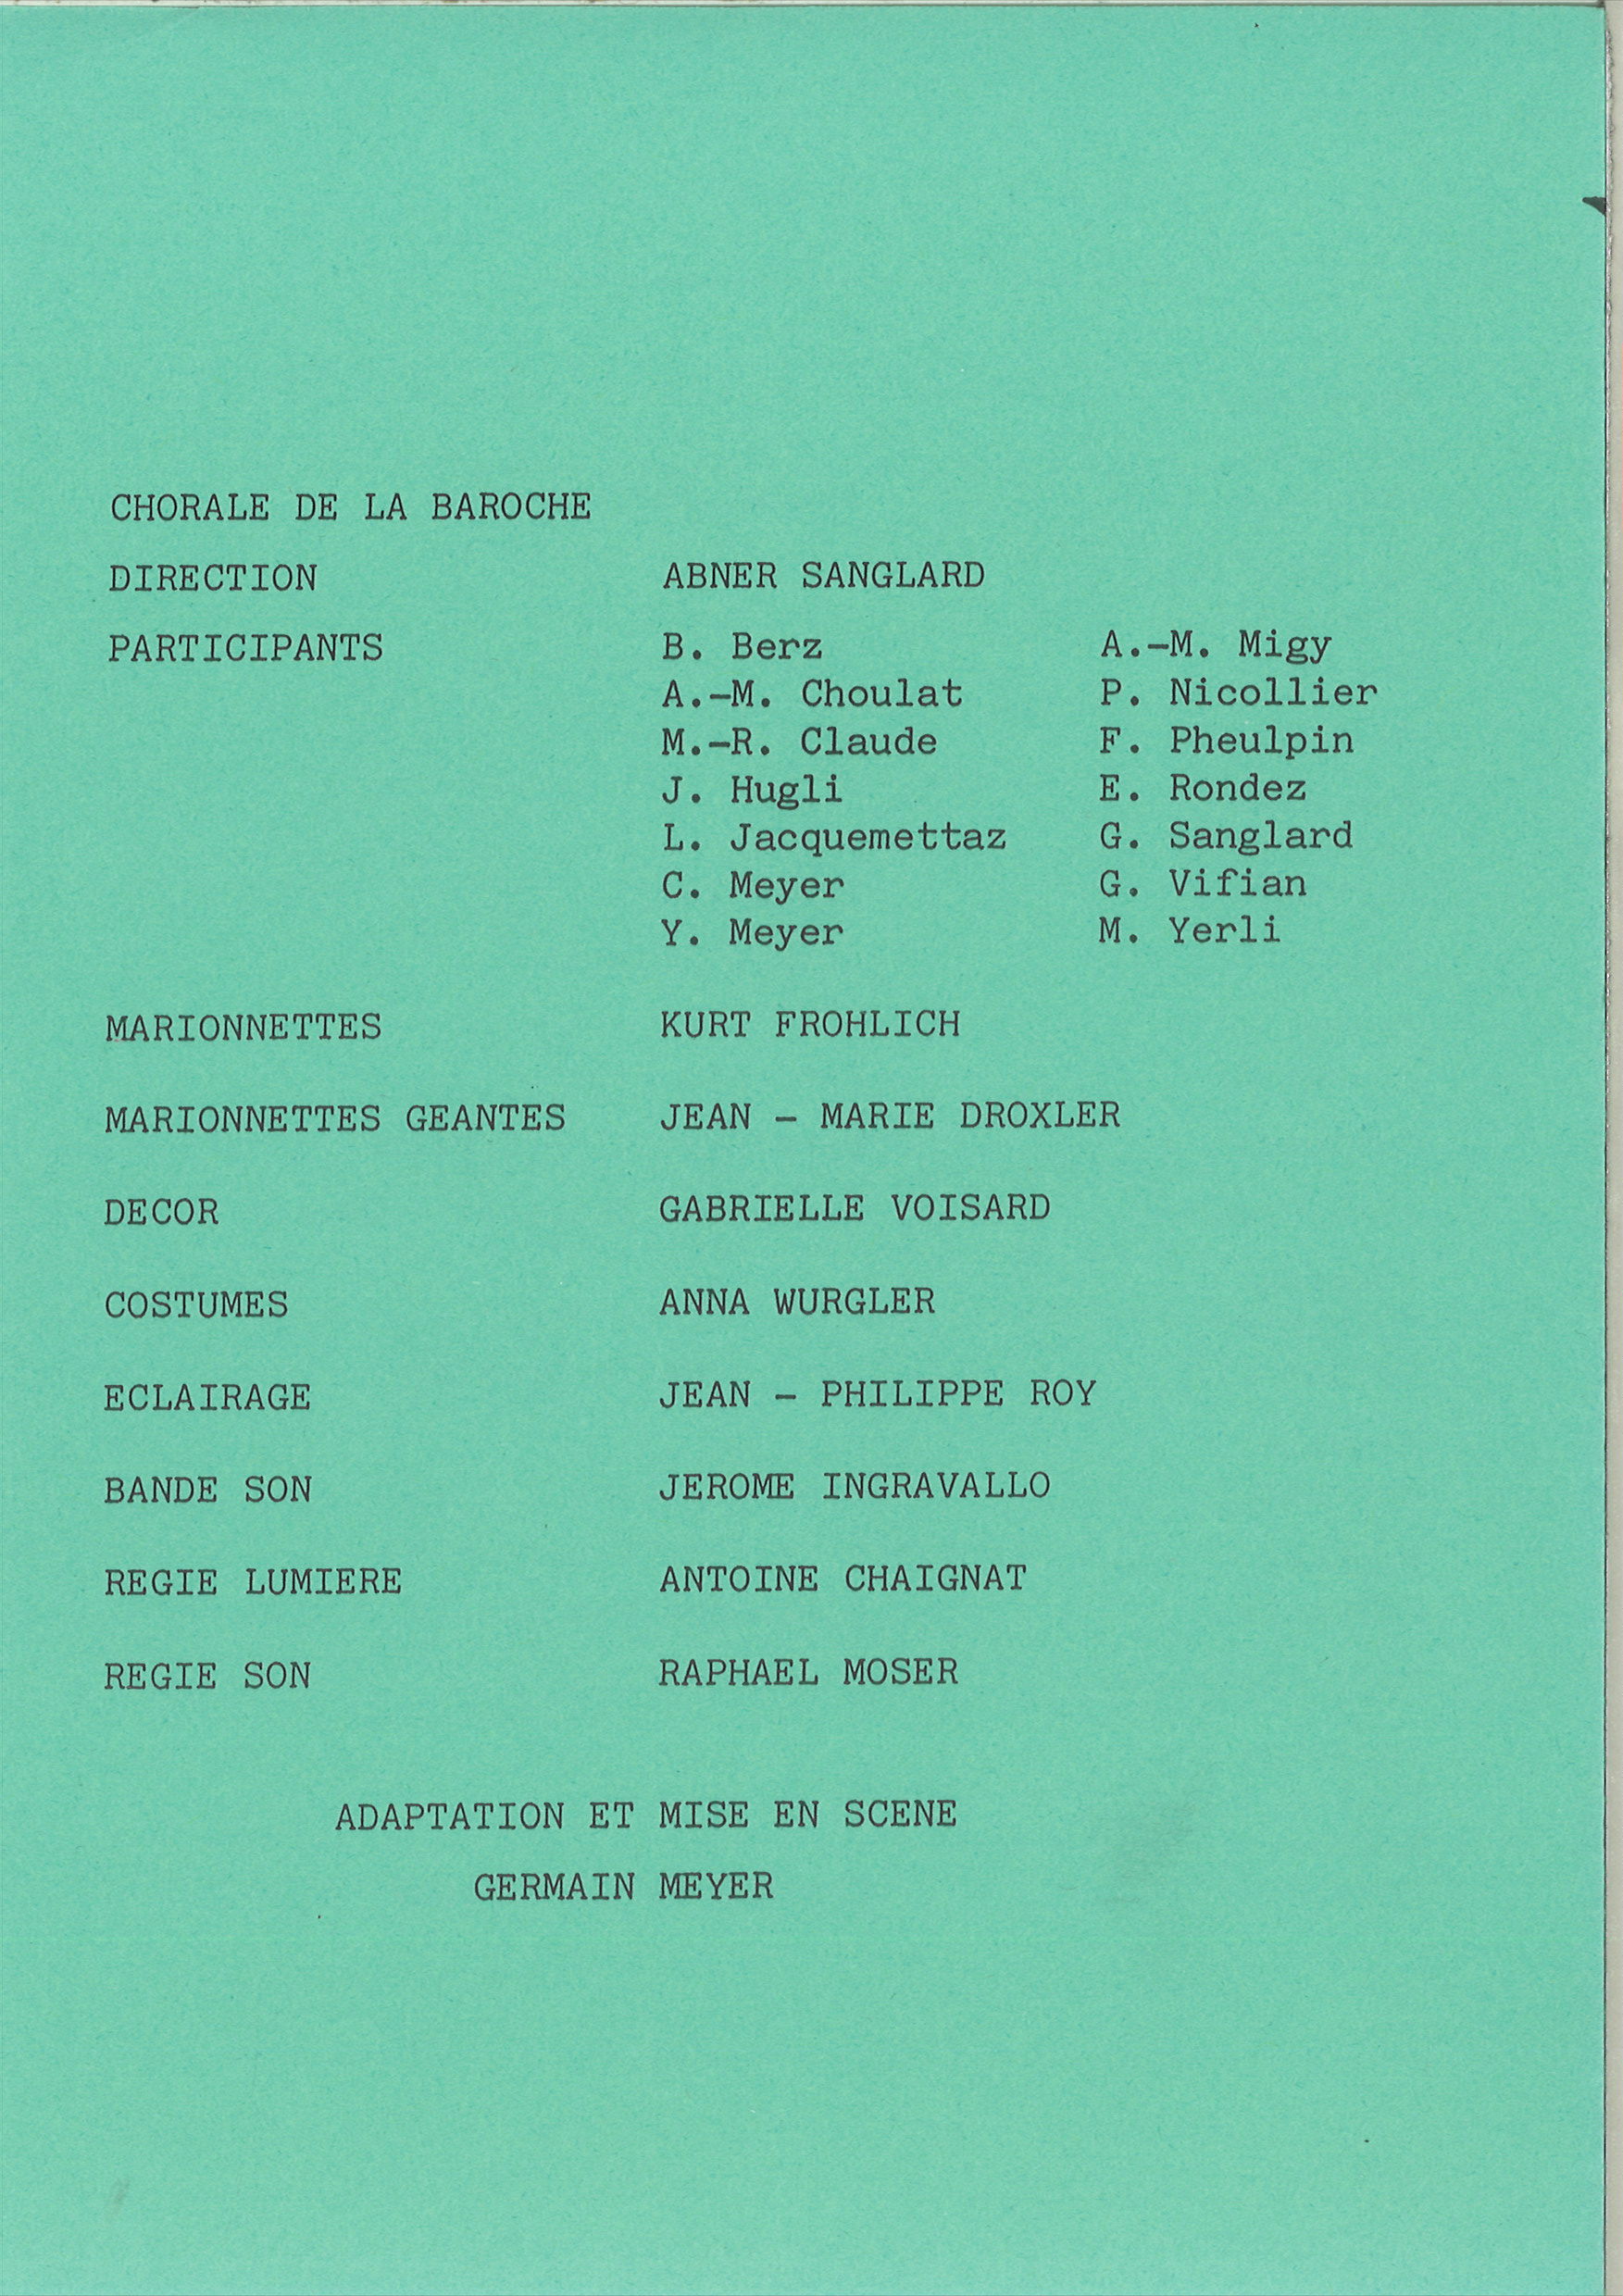 CHORALE DE LA BAROCHE
DIRECTION ABNER SANGLARD
PARTICIPANTS B. Berz A.-M. Migy
A.-M. Choulat P. Nicollier
M.-R. Claude F. Pheulpin
J. Hugli E. Rondez
L. Jacquemettaz G. Sanglard
C. Meyer G. Vifian
Y. Meyer M. Yerli
MARIONNETTES KURT FROHLICH
MARIONNETTES GEANTES JEAN - MARIE DROXLER
DECOR GABRIELLE VOISARD
COSTUMES ANNA WURGLER
ECLAIRAGE JEAN - PHILIPPE ROY
BANDE SON JEROME INGRAVALLO
REGIE LUMIERE ANTOINE CHAIGNAT
REGIE SON RAPHAEL MOSER
ADAPTATION ET MISE EN SCENE
GERMAIN MEYER